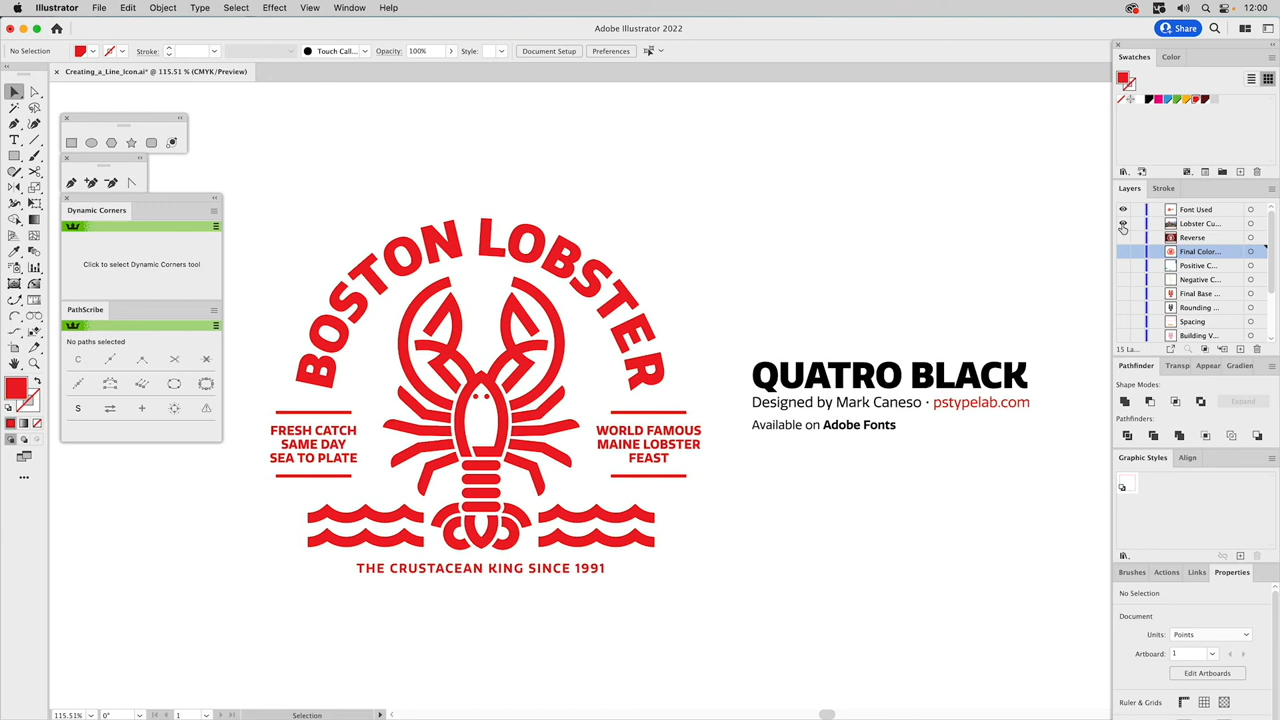 Illustrator File Edit Object Type Select Effect View Window Help 12:00
Adobe Illustrator 2022
Share
No Selection Stroke: Touch Call... Opacity: 100% Style: Document Setup Preferences
Creating_a_Line_Icon.ai* @ 115.51 % (CMYK/Preview)
Swatches Color
Dynamic Corners
Click to select Dynamic Corners tool
PathScribe
No paths selected
BOSTON LOBSTER
FRESH CATCH
SAME DAY
SEA TO PLATE
WORLD FAMOUS
MAINE LOBSTER
FEAST
THE CRUSTACEAN KING SINCE 1991
QUATRO BLACK
Designed by Mark Caneso · pstypelab.com
Available on Adobe Fonts
Layers Stroke
Font Used
Lobster Cu...
Reverse
Final Color...
Positive C...
Negative C...
Final Base ...
Rounding ...
Spacing
Building V...
15 La...
Pathfinder Transp Appear Gradien
Shape Modes:
Expand
Pathfinders:
Graphic Styles Align
Brushes Actions Links Properties
No Selection
Document
Units: Points
Artboard: 1
Edit Artboards
Ruler & Grids
115.51% 0° 1 Selection